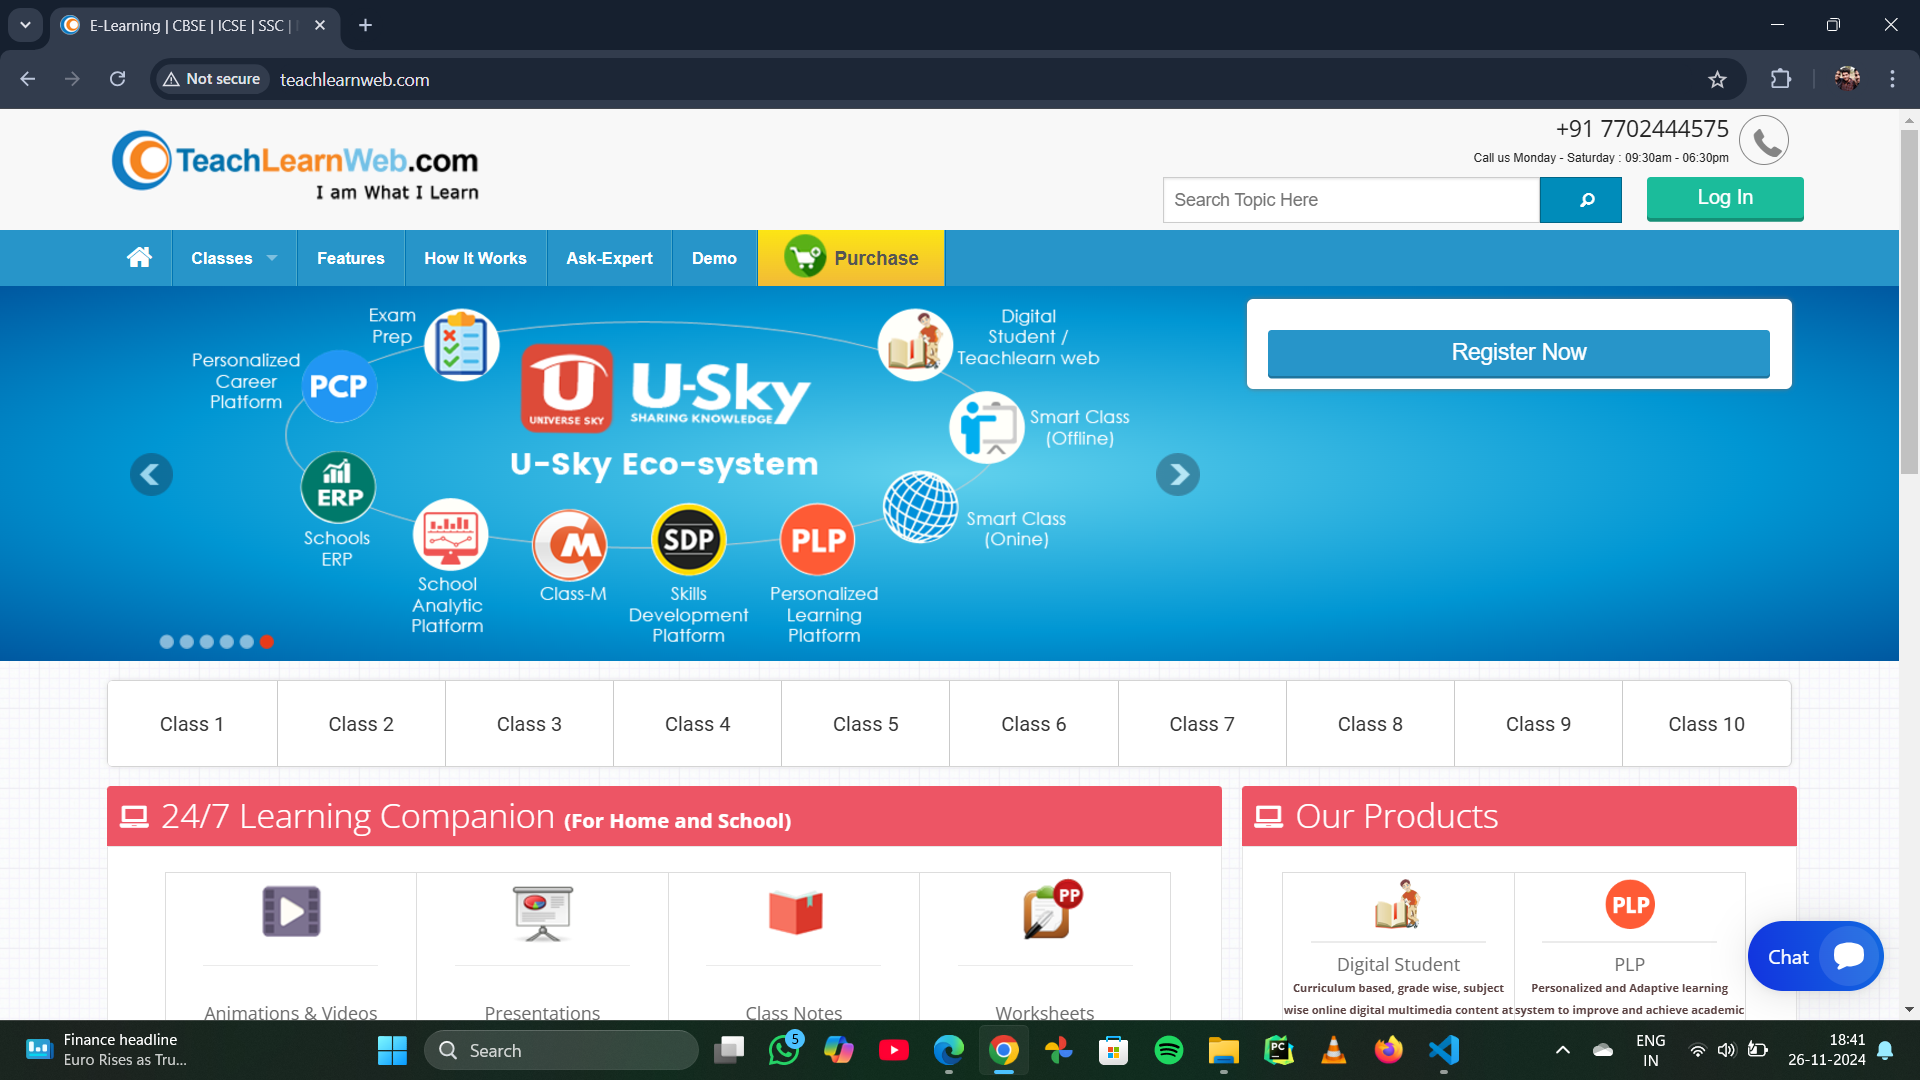 E-Learning | CBSE | ICSE | SSC |
Not secure
teachlearnweb.com
TeachLearnWeb.com
I am What I Learn
+91 7702444575
Call us Monday - Saturday : 09:30am - 06:30pm
Search Topic Here
Log In
Classes
Features
How It Works
Ask-Expert
Demo
Purchase
Exam
Prep
Personalized
Career
Platform
PCP
U
UNIVERSE SKY
U-Sky
SHARING KNOWLEDGE
U-Sky Eco-system
Digital
Student /
Teachlearn web
Smart Class
(Offline)
Smart Class
(Onine)
ERP
Schools
ERP
School
Analytic
Platform
CM
Class-M
SDP
Skills
Development
Platform
PLP
Personalized
Learning
Platform
Register Now
Class 1
Class 2
Class 3
Class 4
Class 5
Class 6
Class 7
Class 8
Class 9
Class 10
24/7 Learning Companion (For Home and School)
PP
Animations & Videos
Presentations
Class Notes
Worksheets
Our Products
Digital Student
Curriculum based, grade wise, subject
wise online digital multimedia content at
PLP
PLP
Personalized and Adaptive learning
system to improve and achieve academic
Chat
Finance headline
Euro Rises as Tru...
Search
5
PC
ENG
IN
18:41
26-11-2024